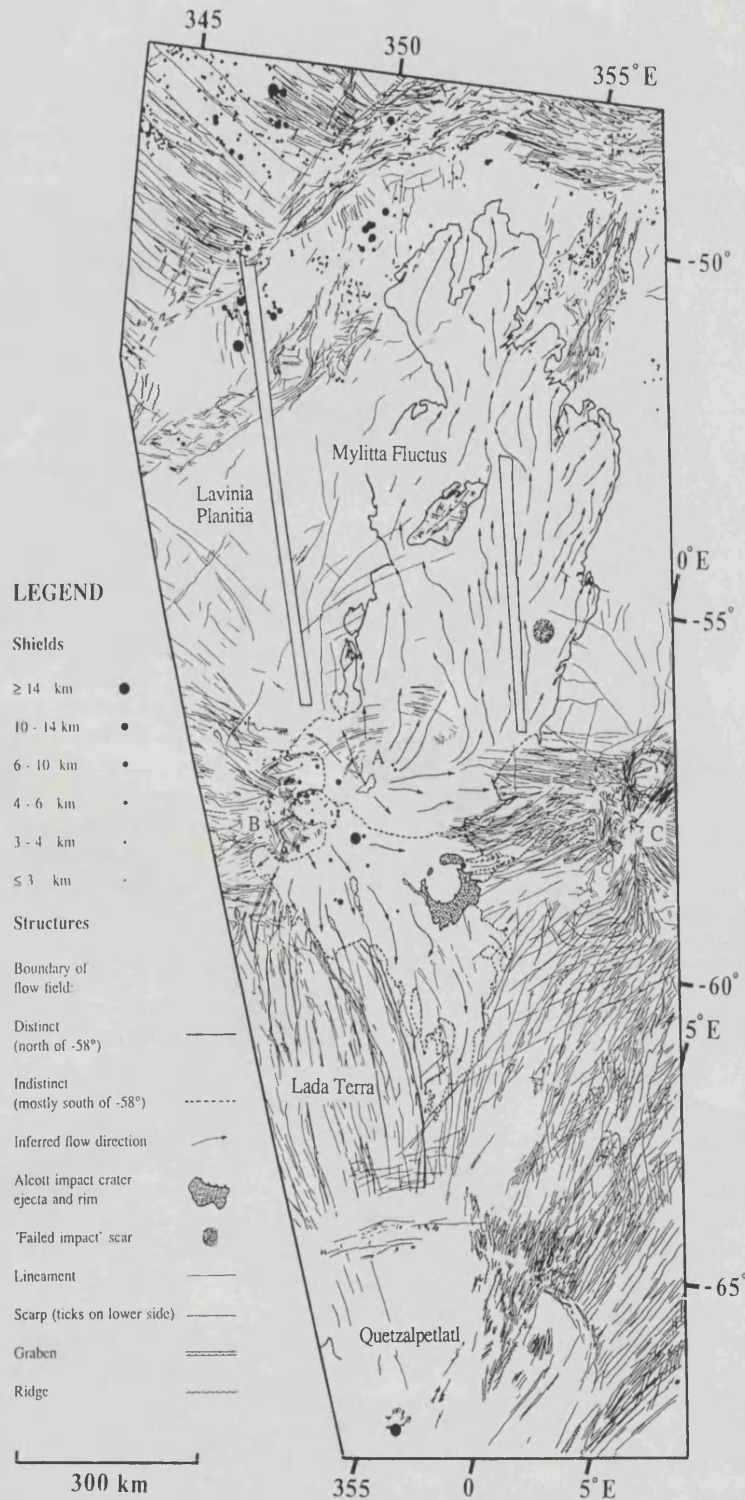 345
350
355° E
-50°
Mylitta Fluctus
Lavinia
Planitia
0°E
-55°
LEGEND
Shields
≥ 14 km
10 - 14 km
6 - 10 km
4 - 6 km
3 - 4 km
≤ 3 km
A
B
C
Structures
Boundary of
flow field:
Distinct
(north of -58°)
Indistinct
(mostly south of -58°)
Inferred flow direction
Alcott impact crater
ejecta and rim
'Failed impact' scar
Lineament
Scarp (ticks on lower side)
Graben
Ridge
-60°
5°E
Lada Terra
-65°
Quetzalpetlatl
300 km
355
0
5°E